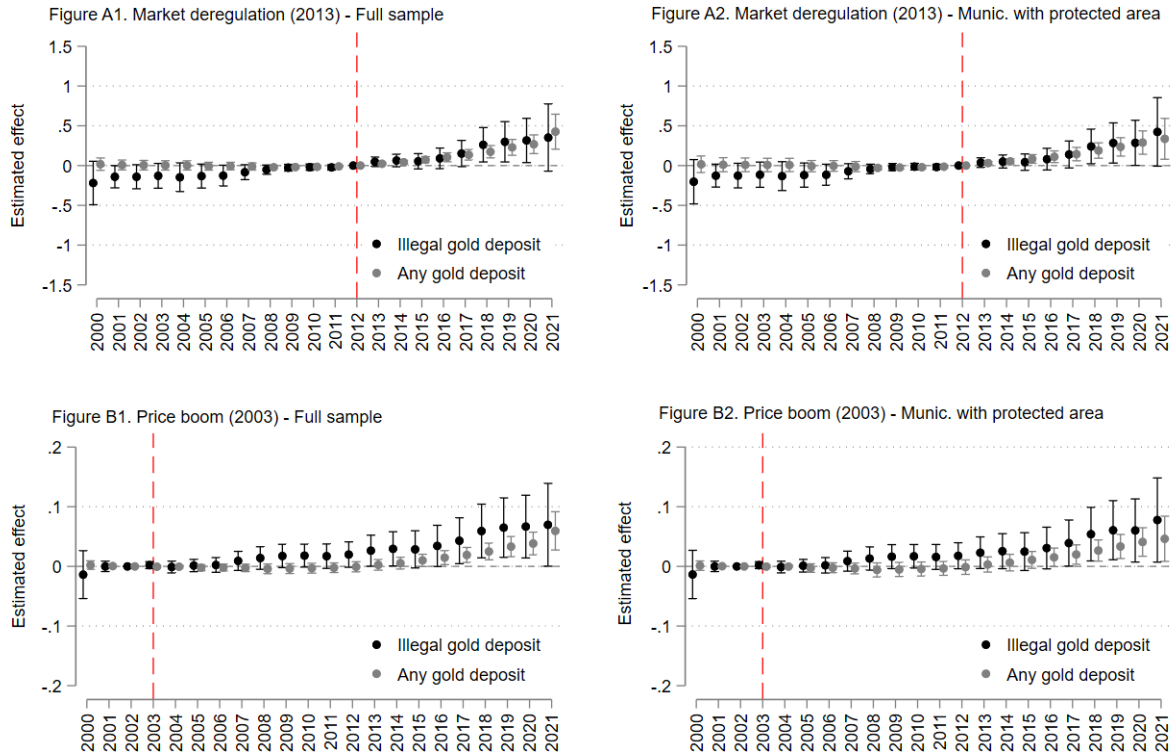 Figure A1. Market deregulation (2013) - Full sample
Estimated effect
1.5
1
.5
0
-.5
-1
-1.5
Illegal gold deposit
Any gold deposit
2000 2001 2002 2003 2004 2005 2006 2007 2008 2009 2010 2011 2012 2013 2014 2015 2016 2017 2018 2019 2020 2021
Figure A2. Market deregulation (2013) - Munic. with protected area
Estimated effect
1.5
1
.5
0
-.5
-1
-1.5
Illegal gold deposit
Any gold deposit
2000 2001 2002 2003 2004 2005 2006 2007 2008 2009 2010 2011 2012 2013 2014 2015 2016 2017 2018 2019 2020 2021
Figure B1. Price boom (2003) - Full sample
Estimated effect
.2
.1
0
-.1
-.2
Illegal gold deposit
Any gold deposit
2000 2001 2002 2003 2004 2005 2006 2007 2008 2009 2010 2011 2012 2013 2014 2015 2016 2017 2018 2019 2020 2021
Figure B2. Price boom (2003) - Munic. with protected area
Estimated effect
.2
.1
0
-.1
-.2
Illegal gold deposit
Any gold deposit
2000 2001 2002 2003 2004 2005 2006 2007 2008 2009 2010 2011 2012 2013 2014 2015 2016 2017 2018 2019 2020 2021